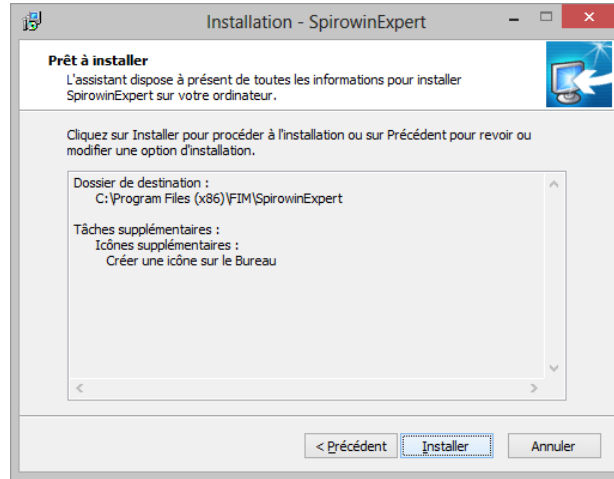 Installation - SpirowinExpert
Prêt à installer
L'assistant dispose à présent de toutes les informations pour installer
SpirowinExpert sur votre ordinateur.
Cliquez sur Installer pour procéder à l'installation ou sur Précédent pour revoir ou
modifier une option d'installation.
Dossier de destination :
C:\Program Files (x86)\FIM\SpirowinExpert
Tâches supplémentaires :
Icônes supplémentaires :
Créer une icône sur le Bureau
< Précédent
Installer
Annuler